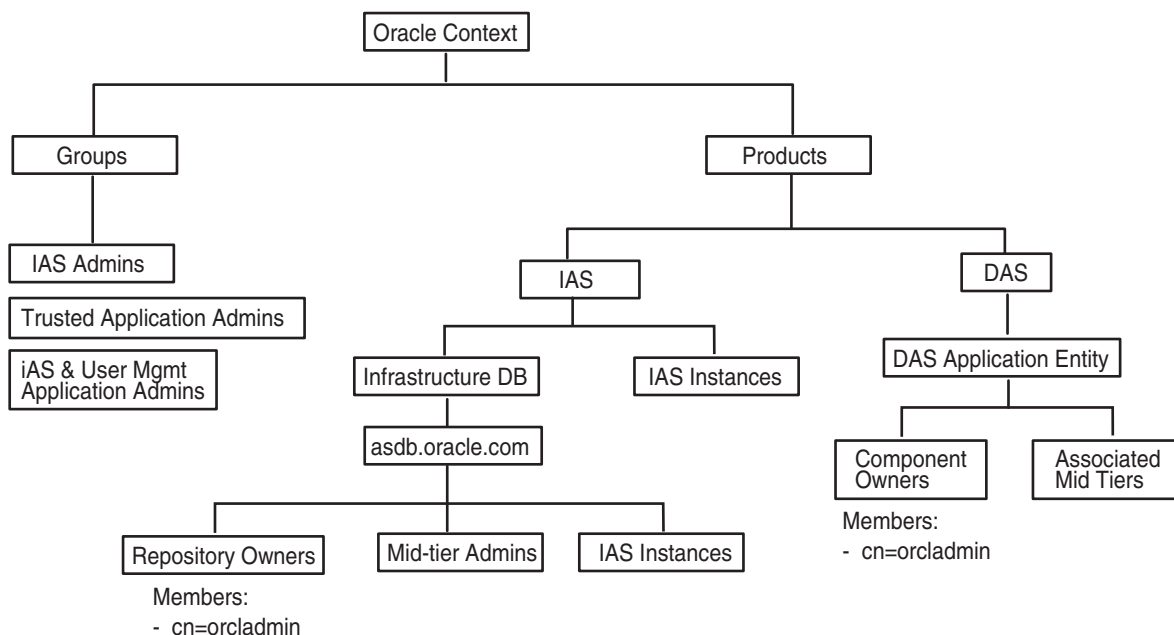 Oracle Context
Groups
Products
IAS Admins
IAS
DAS
Trusted Application Admins
iAS & User Mgmt
Application Admins
Infrastructure DB
IAS Instances
DAS Application Entity
asdb.oracle.com
Component
Owners
Associated
Mid Tiers
Members:
- cn=orcladmin
Repository Owners
Mid-tier Admins
IAS Instances
Members:
- cn=orcladmin